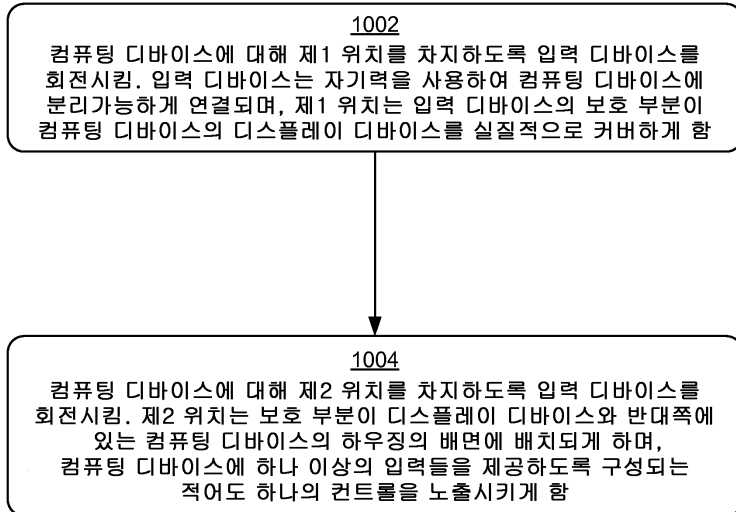 1002
컴퓨팅 디바이스에 대해 제1 위치를 차지하도록 입력 디바이스를
회전시킴. 입력 디바이스는 자기력을 사용하여 컴퓨팅 디바이스에
분리가능하게 연결되며, 제1 위치는 입력 디바이스의 보호 부분이
컴퓨팅 디바이스의 디스플레이 디바이스를 실질적으로 커버하게 함
1004
컴퓨팅 디바이스에 대해 제2 위치를 차지하도록 입력 디바이스를
회전시킴. 제2 위치는 보호 부분이 디스플레이 디바이스와 반대쪽에
있는 컴퓨팅 디바이스의 하우징의 배면에 배치되게 하며,
컴퓨팅 디바이스에 하나 이상의 입력들을 제공하도록 구성되는
적어도 하나의 컨트롤을 노출시키게 함